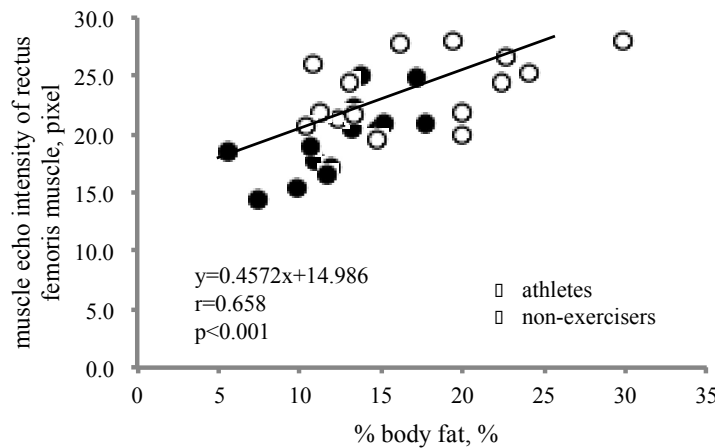 30.0
25.0
20.0
15.0
10.0
5.0
0.0
muscle echo intensity of rectus
femoris muscle, pixel
y=0.4572x+14.986
r=0.658
p<0.001
athletes
non-exercisers
0 5 10 15 20 25 30 35
% body fat, %